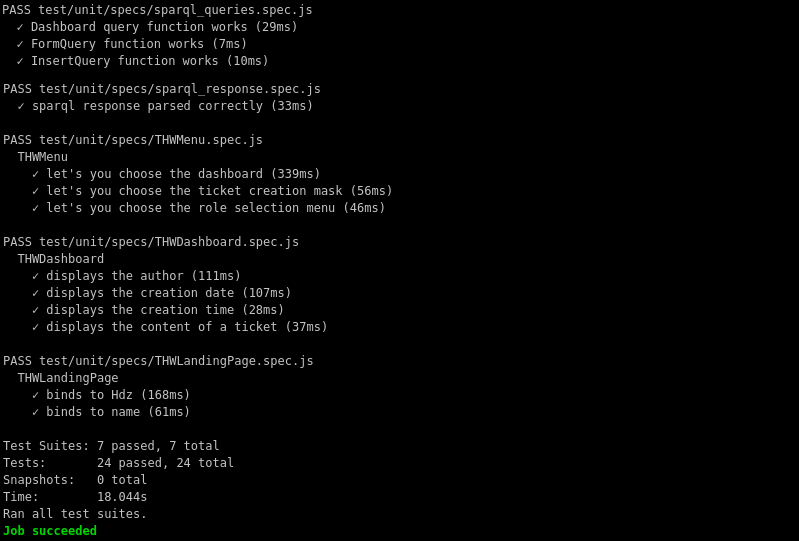 PASS test/unit/specs/sparql_queries.spec.js
✓ Dashboard query function works (29ms)
✓ FormQuery function works (7ms)
✓ InsertQuery function works (10ms)
PASS test/unit/specs/sparql_response.spec.js
✓ sparql response parsed correctly (33ms)
PASS test/unit/specs/THWMenu.spec.js
THWMenu
✓ let's you choose the dashboard (339ms)
✓ let's you choose the ticket creation mask (56ms)
✓ let's you choose the role selection menu (46ms)
PASS test/unit/specs/THWDashboard.spec.js
THWDashboard
✓ displays the author (111ms)
✓ displays the creation date (107ms)
✓ displays the creation time (28ms)
✓ displays the content of a ticket (37ms)
PASS test/unit/specs/THWLandingPage.spec.js
THWLandingPage
✓ binds to Hdz (168ms)
✓ binds to name (61ms)
Test Suites: 7 passed, 7 total
Tests:       24 passed, 24 total
Snapshots:   0 total
Time:        18.044s
Ran all test suites.
Job succeeded